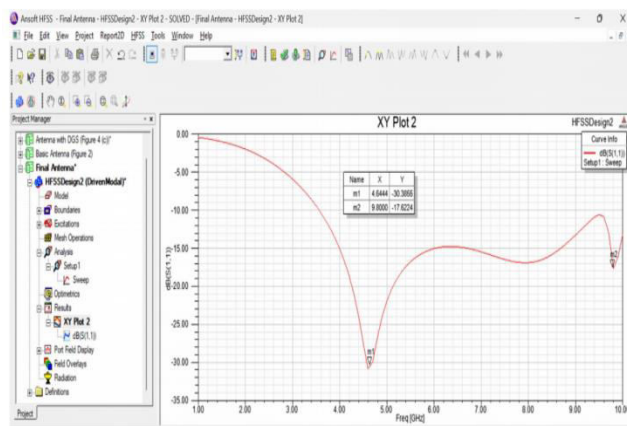 Ansoft HFSS - Final Antenna - HFSSDesign2 - XY Plot 2 - SOLVED - [Final Antenna - HFSSDesign2 - XY Plot 2]
File Edit View Project Report2D HFSS Tools Window Help
Project Manager
Antenna with DGS (Figure 4 (c))*
Basic Antenna (Figure 2)
Final Antenna*
HFSSDesign2 (DrivenModal)*
Model
Boundaries
Excitations
Mesh Operations
Analysis
Setup1
Sweep
Optimetrics
Results
XY Plot 2
dB(S(1,1))
Port Field Display
Field Overlays
Radiation
Definitions
Project
XY Plot 2
HFSSDesign2
Curve Info
dB(S(1,1))
Setup1 : Sweep
Name X Y
m1 4.6444 -30.3866
m2 9.8000 -17.6224
dB(S(1,1))
0.00
-5.00
-10.00
-15.00
-20.00
-25.00
-30.00
-35.00
m1
m2
1.00 2.00 3.00 4.00 5.00 6.00 7.00 8.00 9.00 10.00
Freq [GHz]